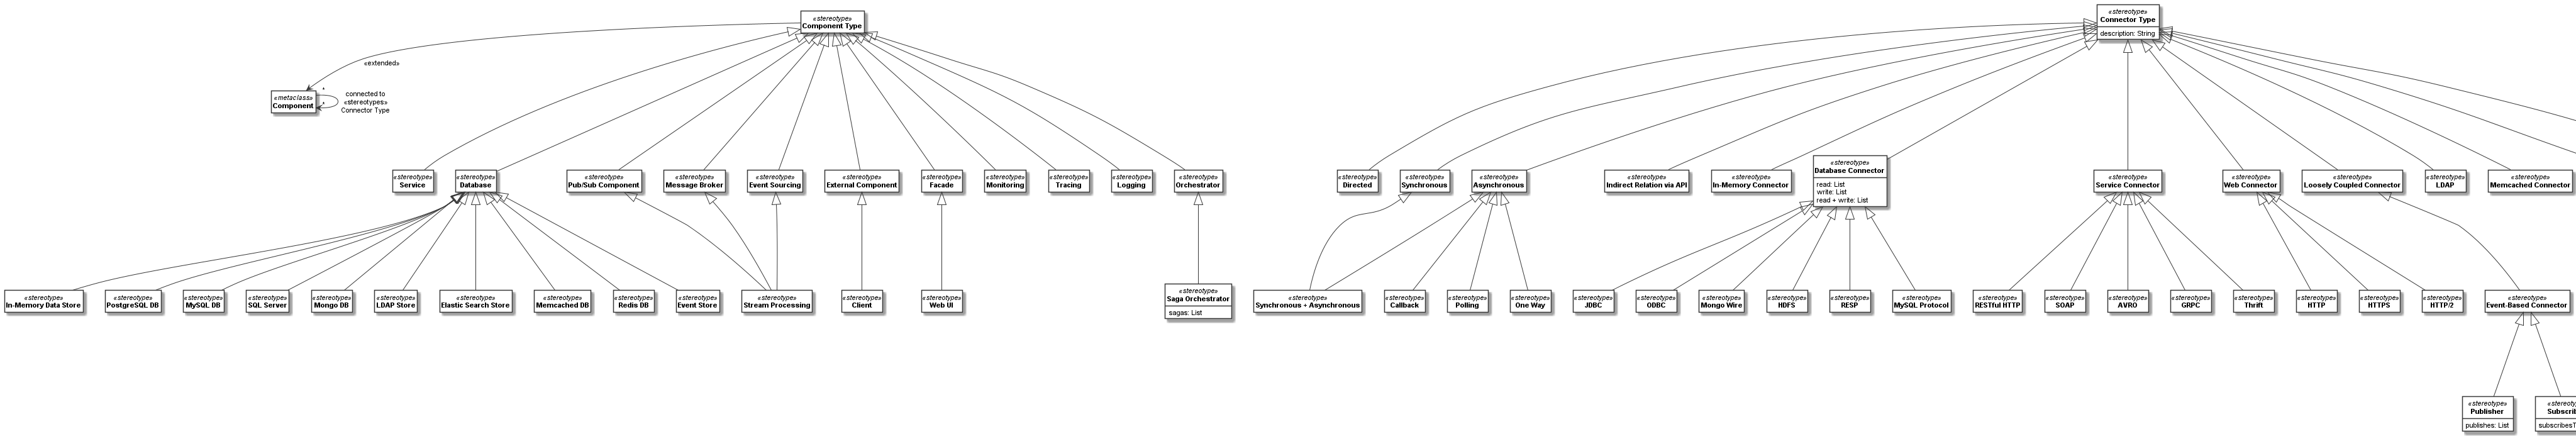 «stereotype»
Component Type
«stereotype»
Connector Type
description: String
«extended»
«metaclass»
Component
*
*
connected to
«stereotypes»
Connector Type
«stereotype»
Service
«stereotype»
Database
«stereotype»
Pub/Sub Component
«stereotype»
Message Broker
«stereotype»
Event Sourcing
«stereotype»
External Component
«stereotype»
Facade
«stereotype»
Monitoring
«stereotype»
Tracing
«stereotype»
Logging
«stereotype»
Orchestrator
«stereotype»
Directed
«stereotype»
Synchronous
«stereotype»
Asynchronous
«stereotype»
Indirect Relation via API
«stereotype»
In-Memory Connector
«stereotype»
Database Connector
read: List
write: List
read + write: List
«stereotype»
Service Connector
«stereotype»
Web Connector
«stereotype»
Loosely Coupled Connector
«stereotype»
LDAP
«stereotype»
Memcached Connector
«stereotype»
In-Memory Data Store
«stereotype»
PostgreSQL DB
«stereotype»
MySQL DB
«stereotype»
SQL Server
«stereotype»
Mongo DB
«stereotype»
LDAP Store
«stereotype»
Elastic Search Store
«stereotype»
Memcached DB
«stereotype»
Redis DB
«stereotype»
Event Store
«stereotype»
Stream Processing
«stereotype»
Client
«stereotype»
Web UI
«stereotype»
Saga Orchestrator
sagas: List
«stereotype»
Synchronous + Asynchronous
«stereotype»
Callback
«stereotype»
Polling
«stereotype»
One Way
«stereotype»
JDBC
«stereotype»
ODBC
«stereotype»
Mongo Wire
«stereotype»
HDFS
«stereotype»
RESP
«stereotype»
MySQL Protocol
«stereotype»
RESTful HTTP
«stereotype»
SOAP
«stereotype»
AVRO
«stereotype»
GRPC
«stereotype»
Thrift
«stereotype»
HTTP
«stereotype»
HTTPS
«stereotype»
HTTP/2
«stereotype»
Event-Based Connector
«stereotype»
Publisher
publishes: List